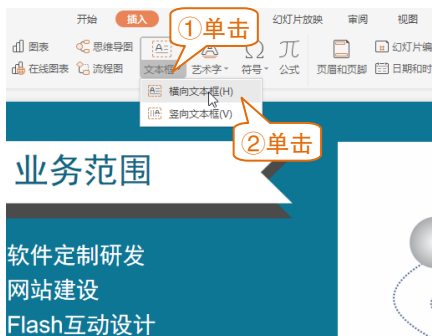 开始 插入 幻灯片放映 审阅 视图
①单击
图表 思维导图 幻灯片编
在线图表 流程图 文本框 艺术字 符号 公式 页眉和页脚 日期和时
横向文本框(H)
竖向文本框(V)
②单击
业务范围
软件定制研发
网站建设
Flash互动设计